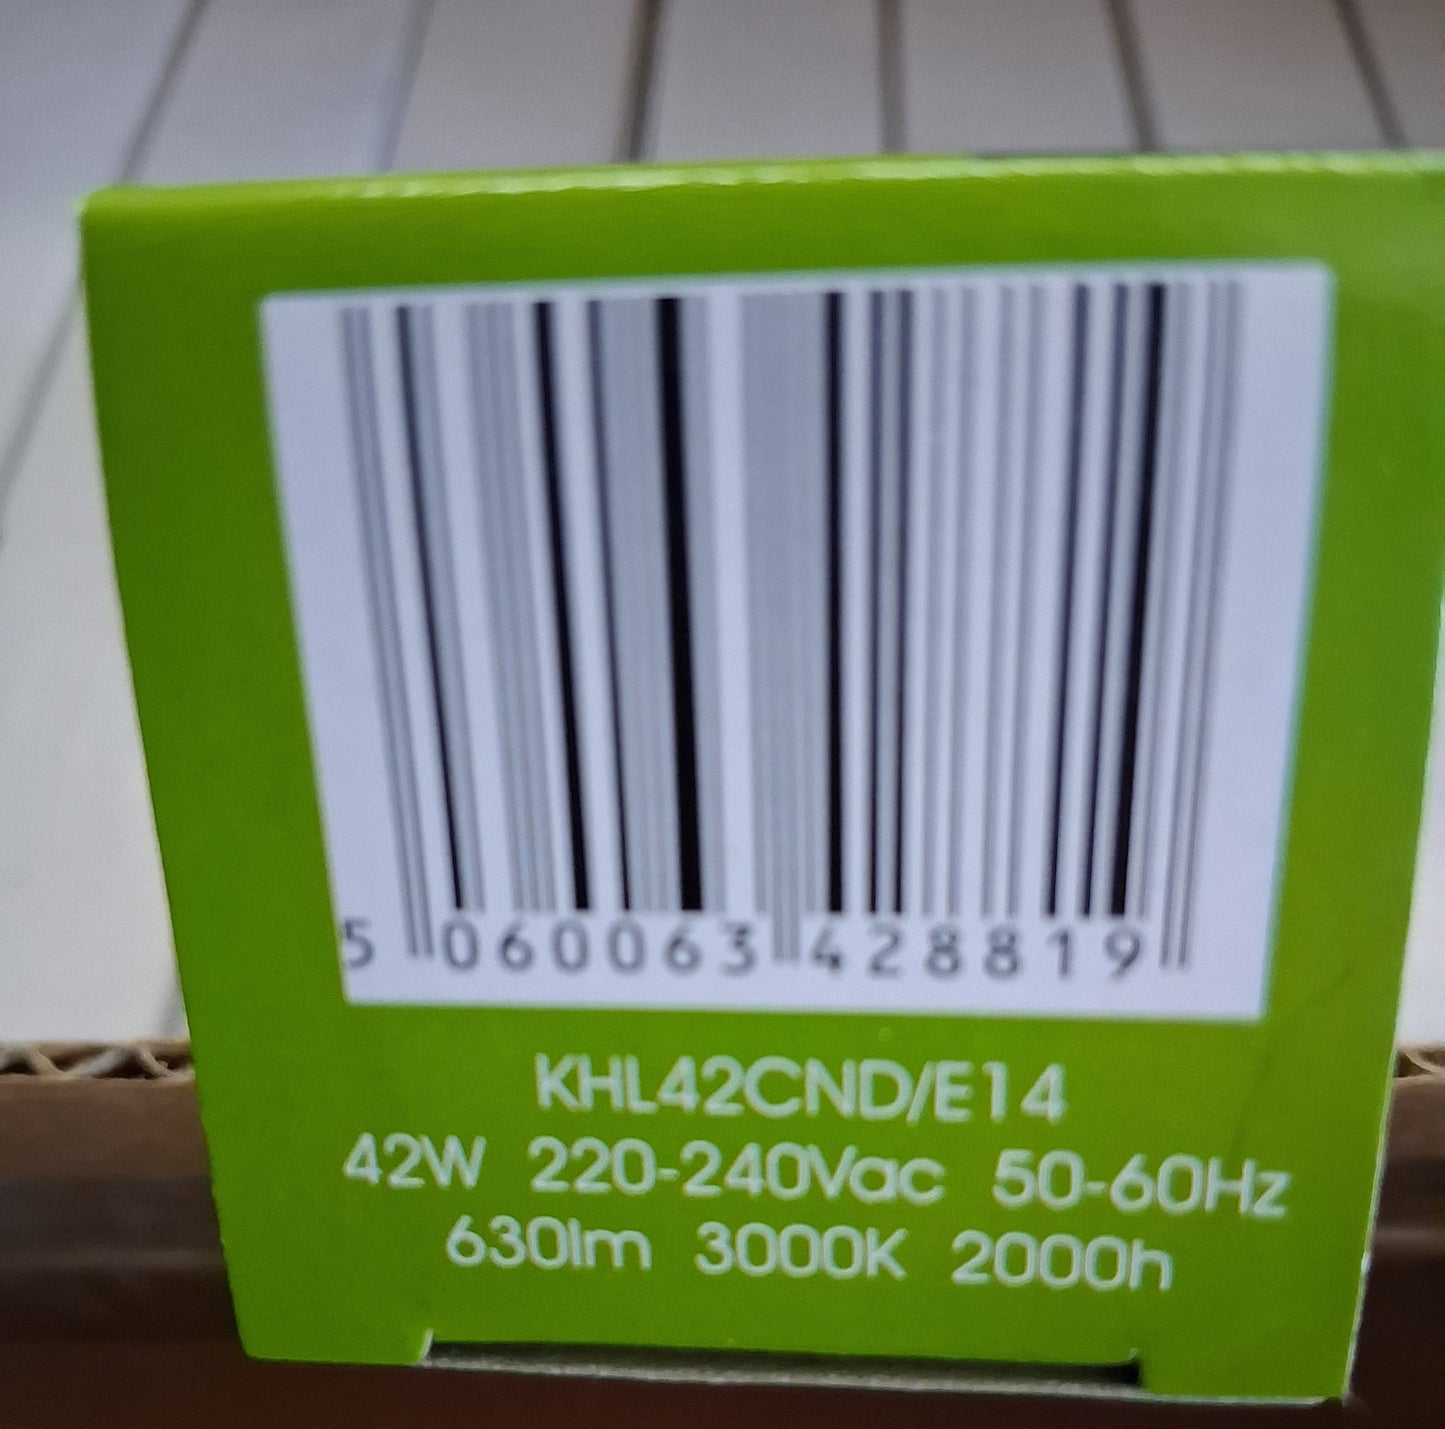 5 060063 428819
KHL42CND/E14
42W 220-240Vac 50-60Hz
630lm 3000K 2000h